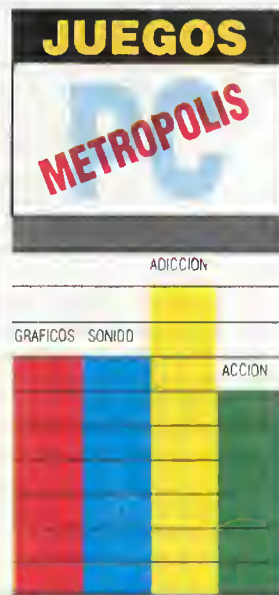 JUEGOS
PC
METROPOLIS
ADICCION
GRAFICOS SONIDO
ACCION